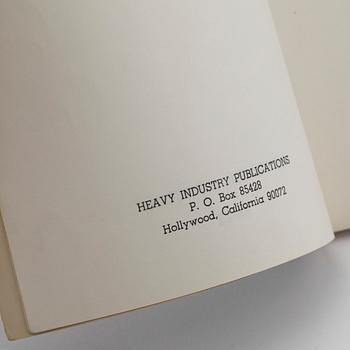 HEAVY INDUSTRY PUBLICATIONS
P. O. Box 85428
Hollywood, California 90072